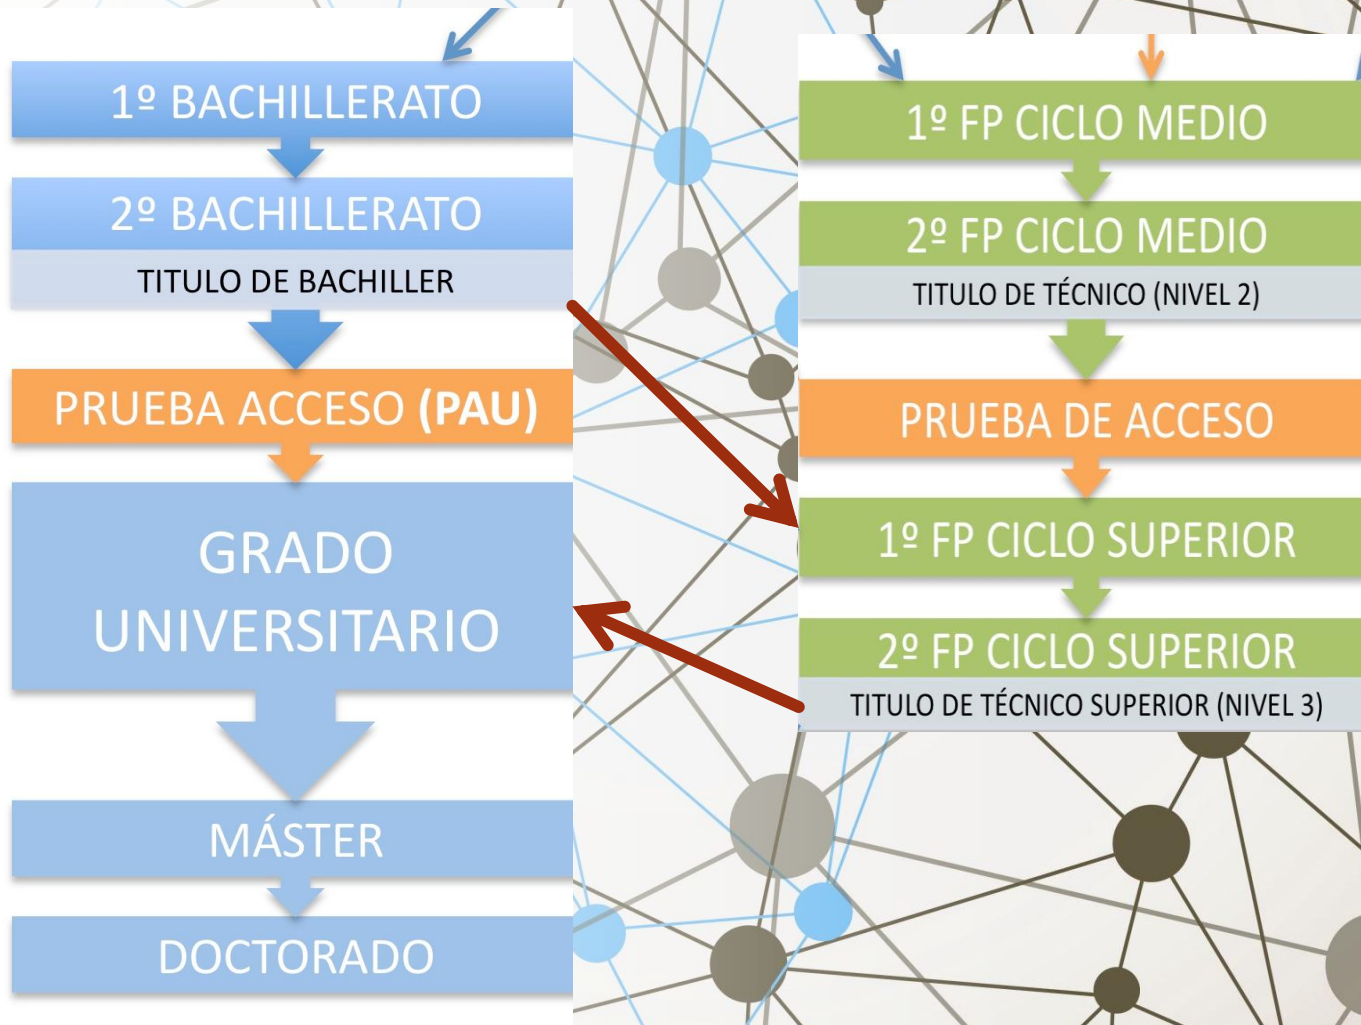 1º BACHILLERATO
2º BACHILLERATO
TITULO DE BACHILLER
PRUEBA ACCESO (PAU)
GRADO
UNIVERSITARIO
MÁSTER
DOCTORADO
1º FP CICLO MEDIO
2º FP CICLO MEDIO
TITULO DE TÉCNICO (NIVEL 2)
PRUEBA DE ACCESO
1º FP CICLO SUPERIOR
2º FP CICLO SUPERIOR
TITULO DE TÉCNICO SUPERIOR (NIVEL 3)